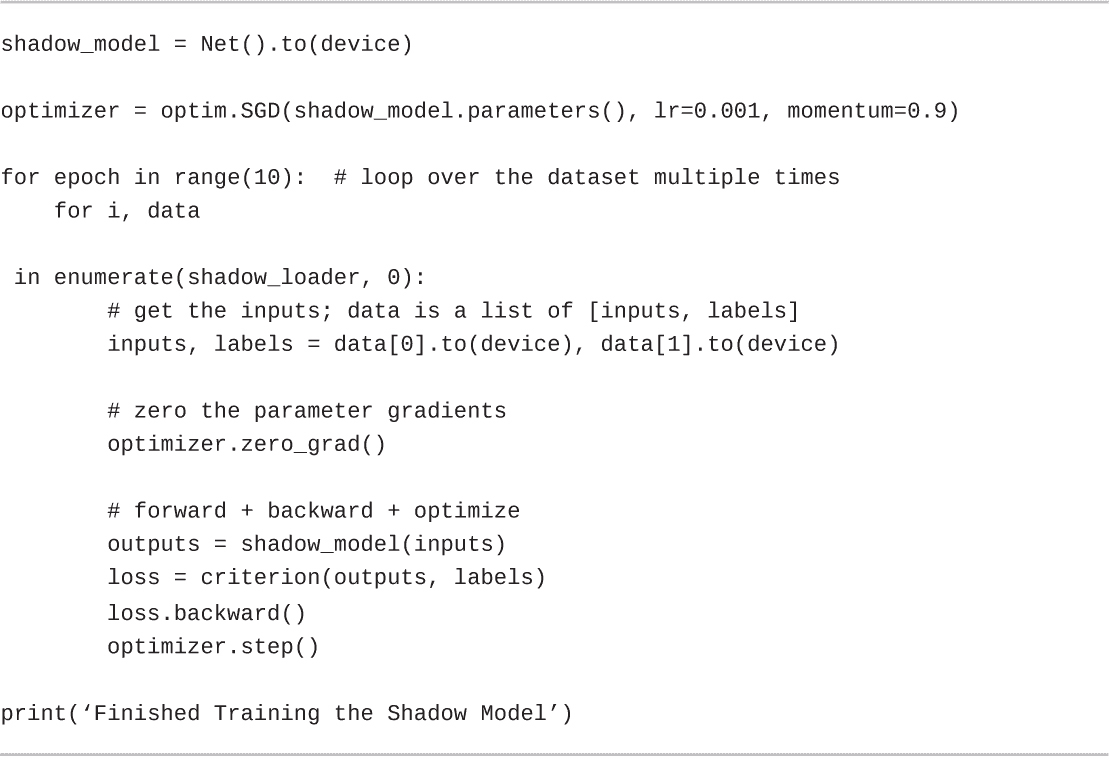 shadow_model = Net().to(device)

optimizer = optim.SGD(shadow_model.parameters(), lr=0.001, momentum=0.9)

for epoch in range(10):  # loop over the dataset multiple times
    for i, data

 in enumerate(shadow_loader, 0):
        # get the inputs; data is a list of [inputs, labels]
        inputs, labels = data[0].to(device), data[1].to(device)

        # zero the parameter gradients
        optimizer.zero_grad()

        # forward + backward + optimize
        outputs = shadow_model(inputs)
        loss = criterion(outputs, labels)
        loss.backward()
        optimizer.step()

print(‘Finished Training the Shadow Model’)